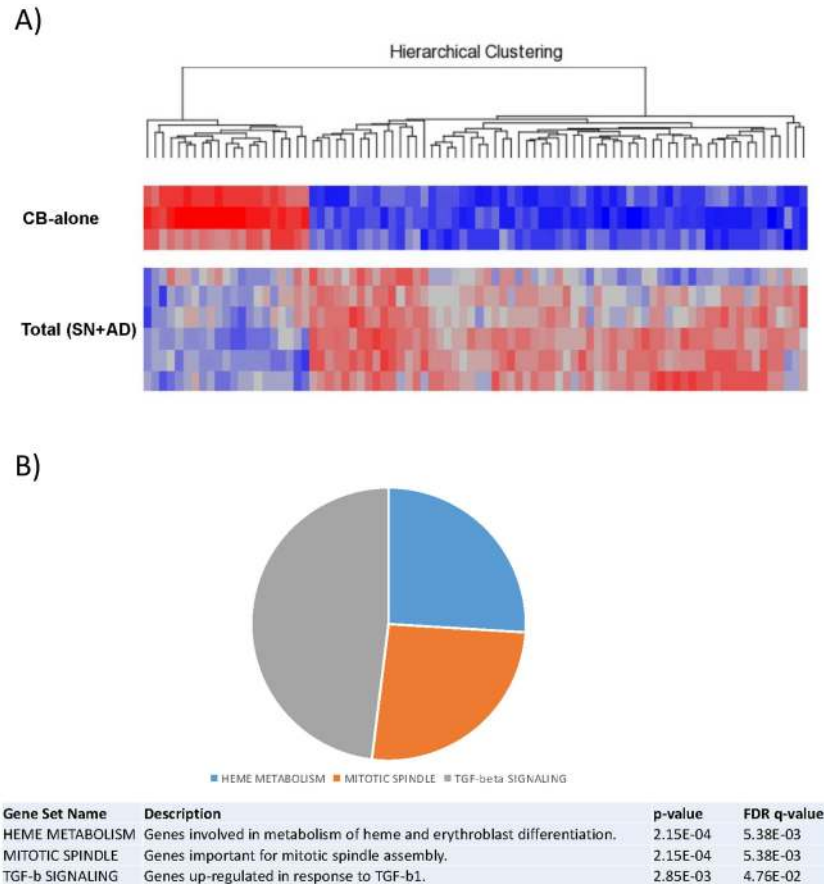 A)
Hierarchical Clustering
CB-alone
Total (SN+AD)
B)
HEME METABOLISM MITOTIC SPINDLE TGF-beta SIGNALING
Gene Set Name Description p-value FDR q-value
HEME METABOLISM Genes involved in metabolism of heme and erythroblast differentiation. 2.15E-04 5.38E-03
MITOTIC SPINDLE Genes important for mitotic spindle assembly. 2.15E-04 5.38E-03
TGF-b SIGNALING Genes up-regulated in response to TGF-b1. 2.85E-03 4.76E-02